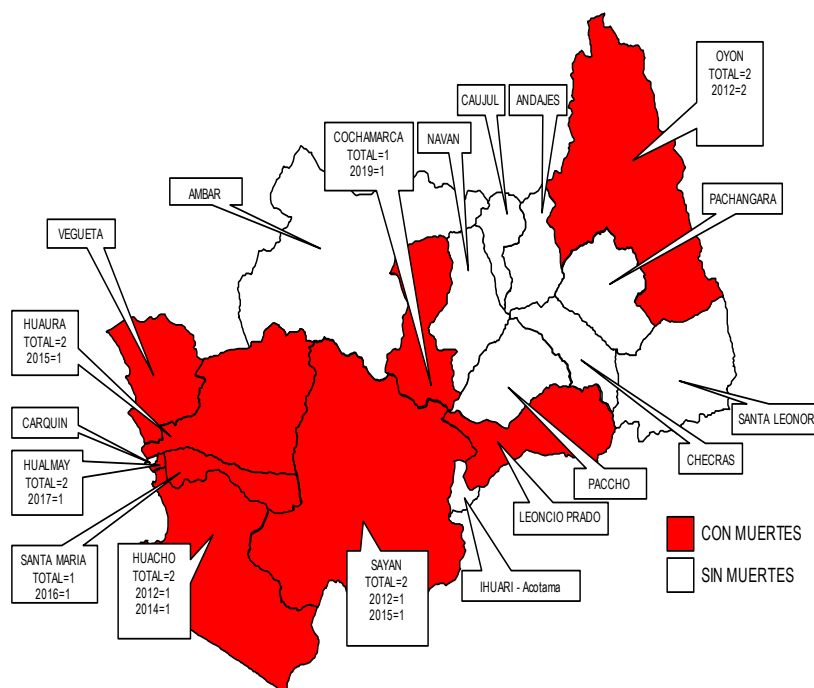 OYON
TOTAL=2
2012=2
CAUJUL
ANDAJES
COCHAMARCA
TOTAL=1
2019=1
NAVAN
AMBAR
PACHANGARA
VEGUETA
HUAURA
TOTAL=2
2015=1
CARQUIN
HUALMAY
TOTAL=2
2017=1
SANTA MARIA
TOTAL=1
2016=1
HUACHO
TOTAL=2
2012=1
2014=1
SAYAN
TOTAL=2
2012=1
2015=1
IHUARI - Acotama
LEONCIO PRADO
PACCHO
CHECRAS
SANTA LEONOR
CON MUERTES
SIN MUERTES